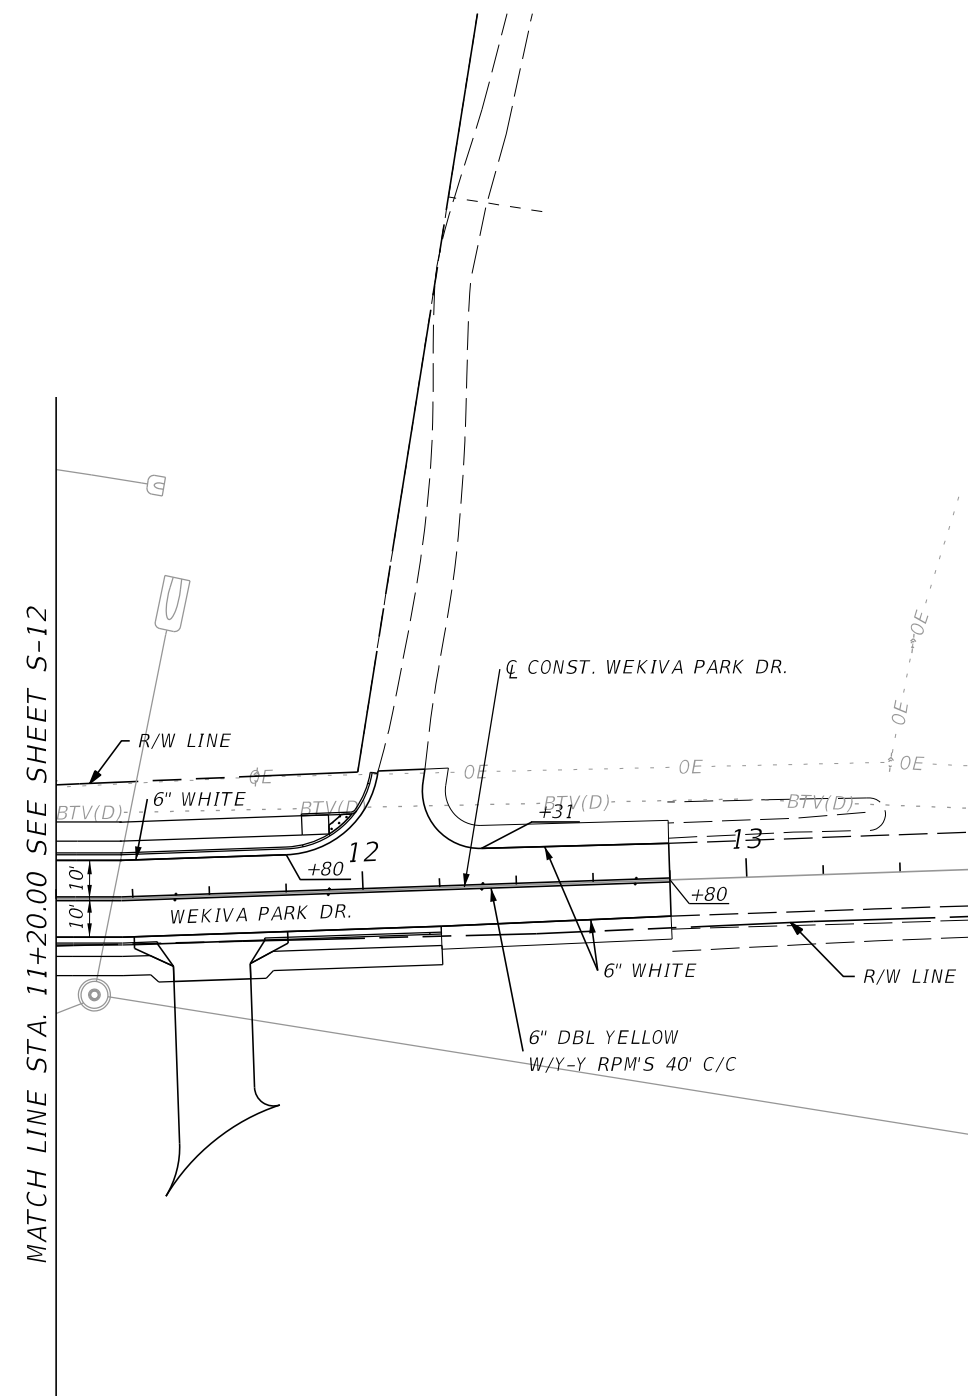 MATCH LINE STA. 11+20.00 SEE SHEET S-12
℄ CONST. WEKIVA PARK DR.
R/W LINE
6" WHITE
OE
OE
OE
OE
OE
OE
BTV(D)
BTV(D)
BTV(D)
BTV(D)
+31
12
13
+80
+80
10'
10'
WEKIVA PARK DR.
6" WHITE
R/W LINE
6" DBL YELLOW
W/Y-Y RPM'S 40' C/C